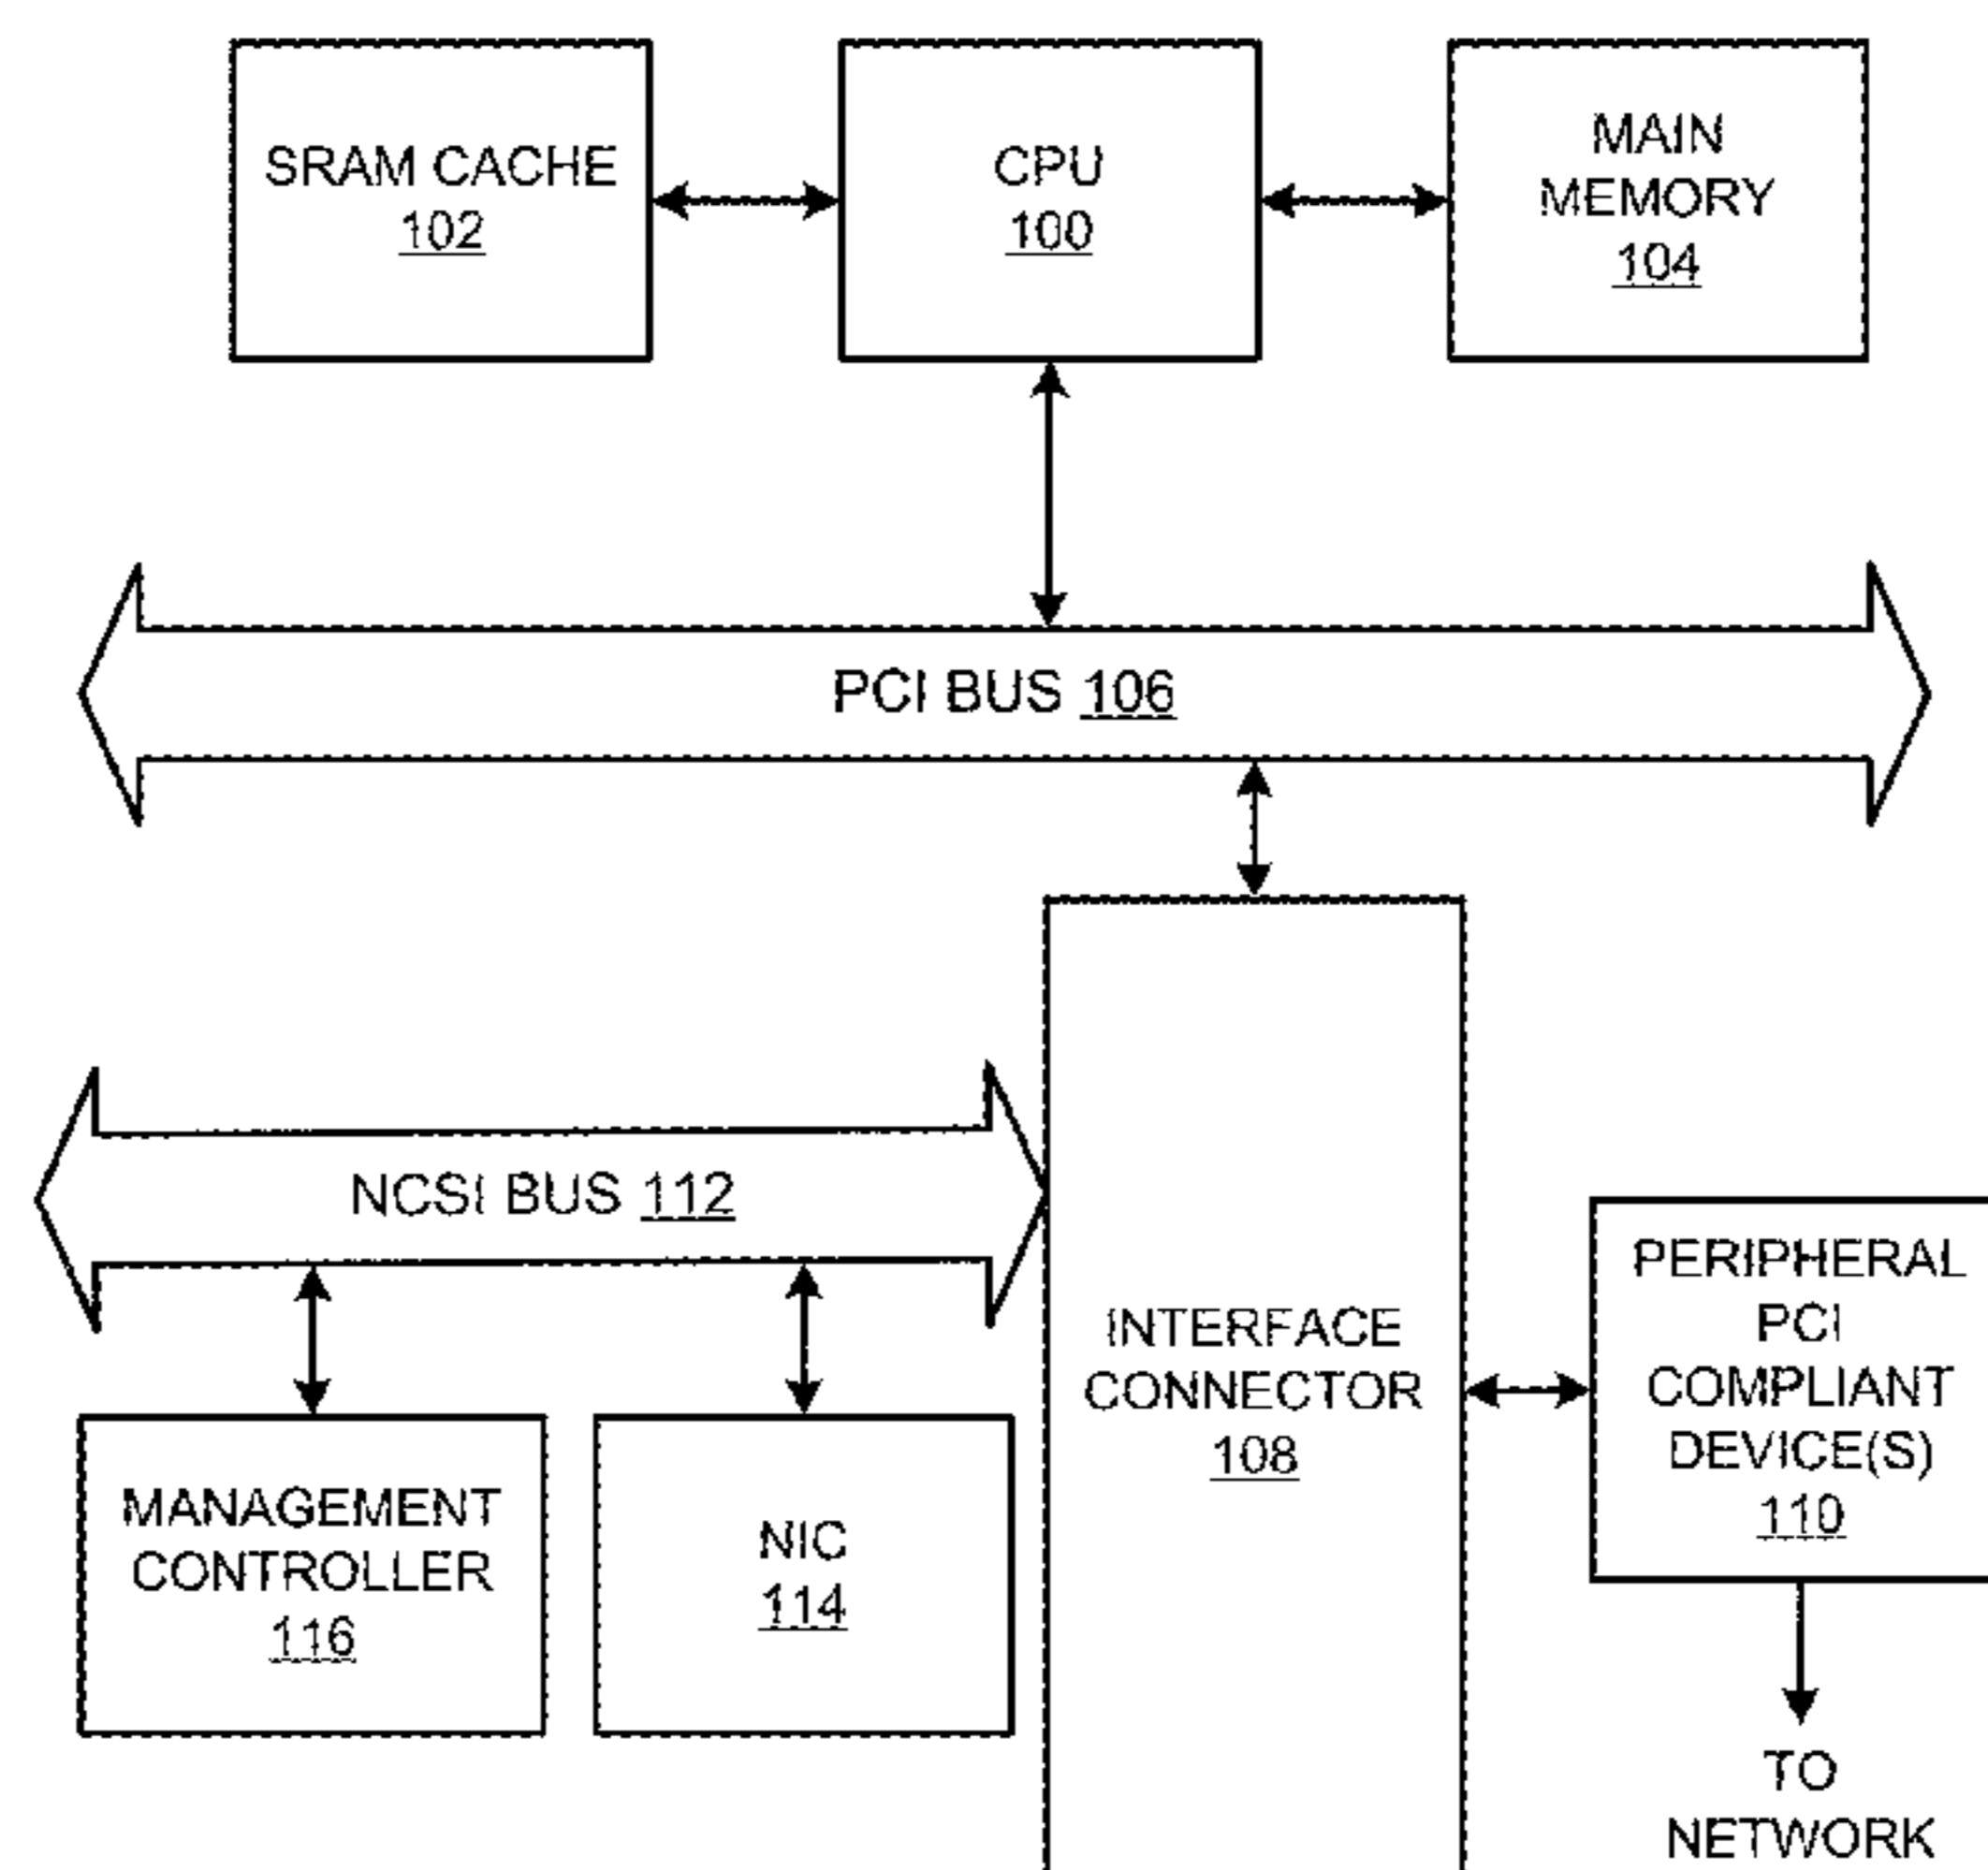 SRAM CACHE
102
CPU
100
MAIN
MEMORY
104
PCI BUS 106
NCSI BUS 112
INTERFACE
CONNECTOR
108
PERIPHERAL
PCI
COMPLIANT
DEVICE(S)
110
MANAGEMENT
CONTROLLER
116
NIC
114
TO
NETWORK